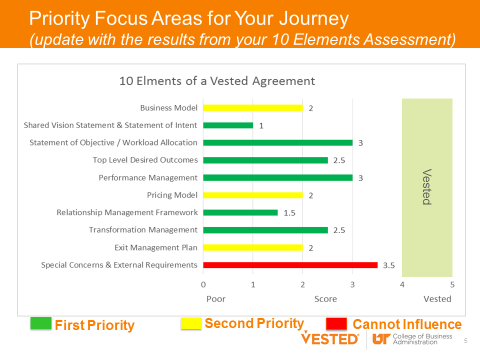 Priority Focus Areas for Your Journey
(update with the results from your 10 Elements Assessment)
10 Elments of a Vested Agreement
Business Model 2
Shared Vision Statement & Statement of Intent 1
Statement of Objective / Workload Allocation 3
Top Level Desired Outcomes 2.5
Performance Management 3
Pricing Model 2
Relationship Management Framework 1.5
Transformation Management 2.5
Exit Management Plan 2
Special Concerns & External Requirements 3.5
Vested
0 1 2 3 4 5
Poor Score Vested
First Priority Second Priority Cannot Influence
VESTED UT College of Business
Administration
5